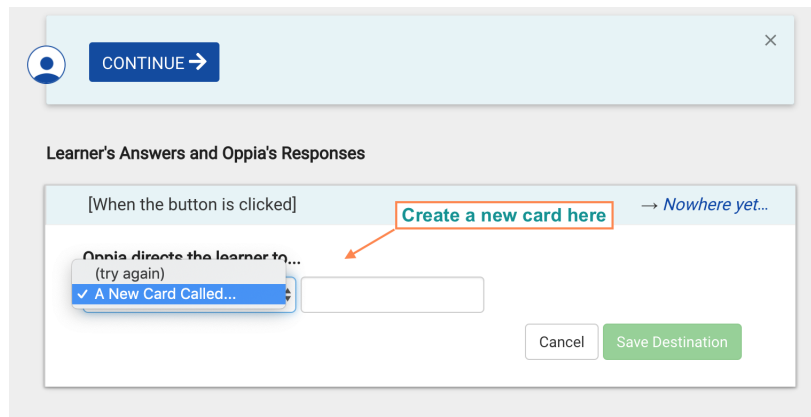 CONTINUE →
Learner's Answers and Oppia's Responses
[When the button is clicked]
Create a new card here
→ Nowhere yet...
Oppia directs the learner to...
(try again)
✓ A New Card Called...
Cancel
Save Destination